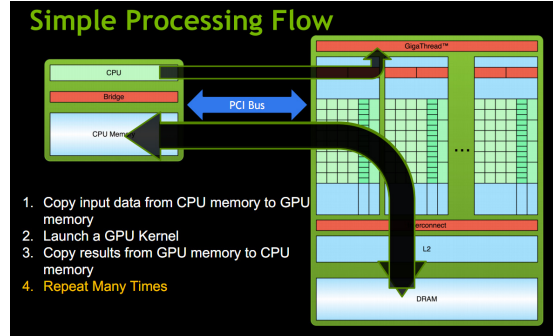 Simple Processing Flow
GigaThread™
CPU
Bridge
PCI Bus
CPU Memory
...
1. Copy input data from CPU memory to GPU
memory
2. Launch a GPU Kernel
3. Copy results from GPU memory to CPU
memory
4. Repeat Many Times
L2
DRAM